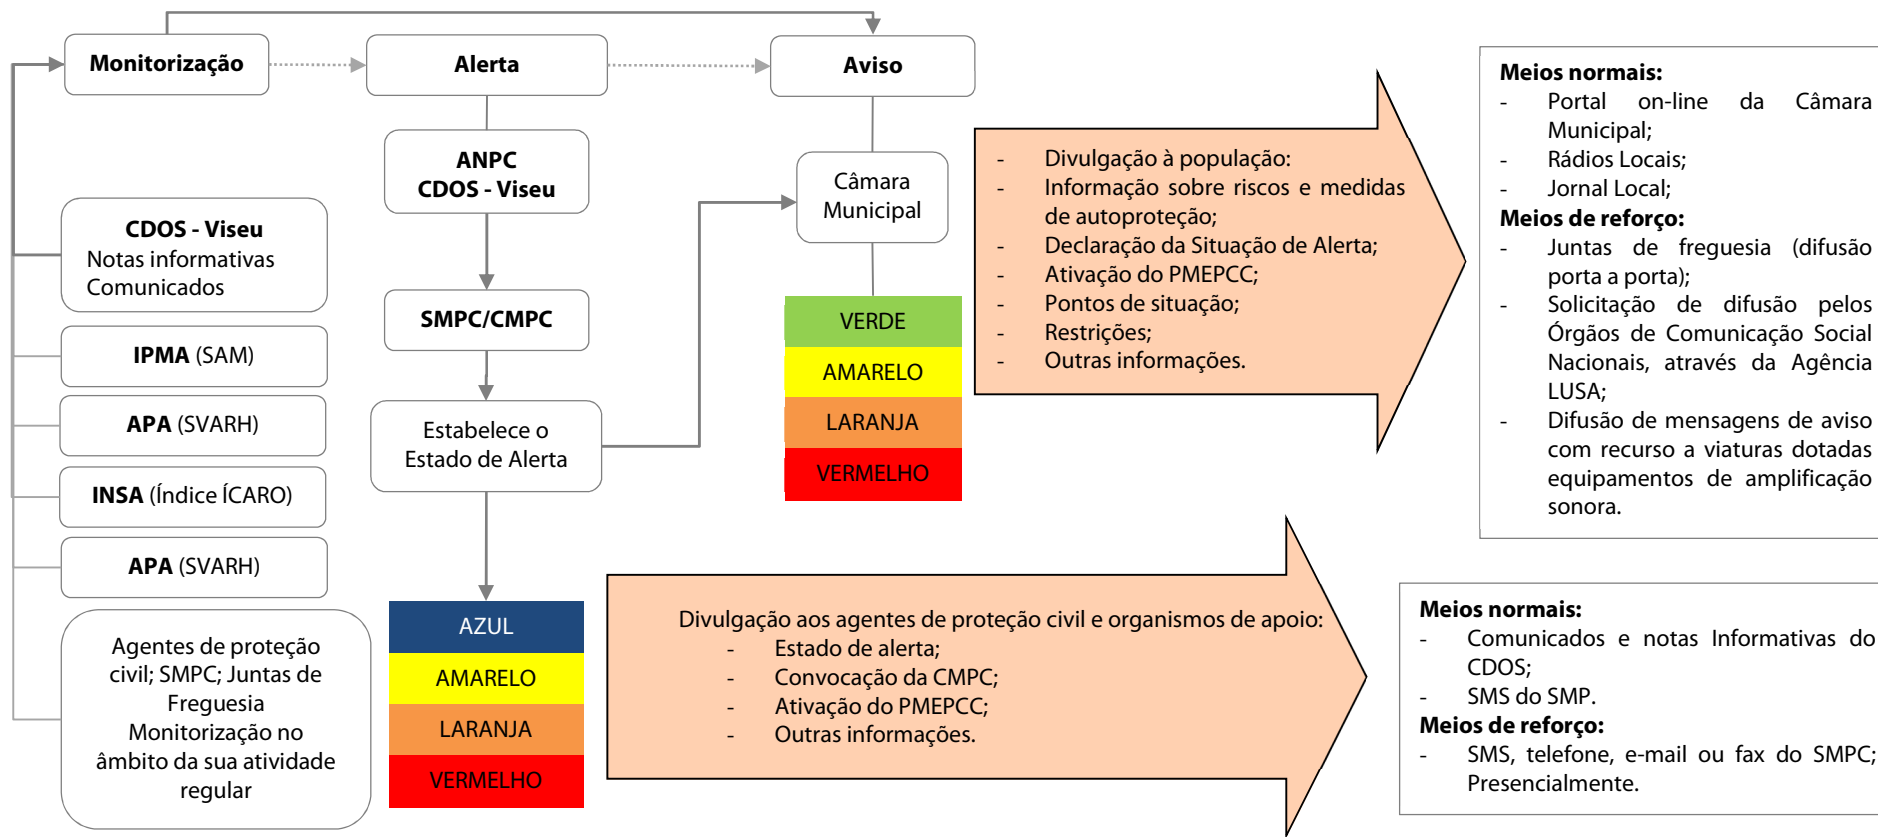 Monitorização
Alerta
Aviso
CDOS - Viseu
Notas informativas
Comunicados
IPMA (SAM)
APA (SVARH)
INSA (Índice ÍCARO)
APA (SVARH)
Agentes de proteção
civil; SMPC; Juntas de
Freguesia
Monitorização no
âmbito da sua atividade
regular
ANPC
CDOS - Viseu
SMPC/CMPC
Estabelece o
Estado de Alerta
AZUL
AMARELO
LARANJA
VERMELHO
Câmara
Municipal
VERDE
AMARELO
LARANJA
VERMELHO
- Divulgação à população:
- Informação sobre riscos e medidas
de autoproteção;
- Declaração da Situação de Alerta;
- Ativação do PMEPCC;
- Pontos de situação;
- Restrições;
- Outras informações.
Meios normais:
- Portal on-line da Câmara
Municipal;
- Rádios Locais;
- Jornal Local;
Meios de reforço:
- Juntas de freguesia (difusão
porta a porta);
- Solicitação de difusão pelos
Órgãos de Comunicação Social
Nacionais, através da Agência
LUSA;
- Difusão de mensagens de aviso
com recurso a viaturas dotadas
equipamentos de amplificação
sonora.
Divulgação aos agentes de proteção civil e organismos de apoio:
- Estado de alerta;
- Convocação da CMPC;
- Ativação do PMEPCC;
- Outras informações.
Meios normais:
- Comunicados e notas Informativas do
CDOS;
- SMS do SMP.
Meios de reforço:
- SMS, telefone, e-mail ou fax do SMPC;
Presencialmente.